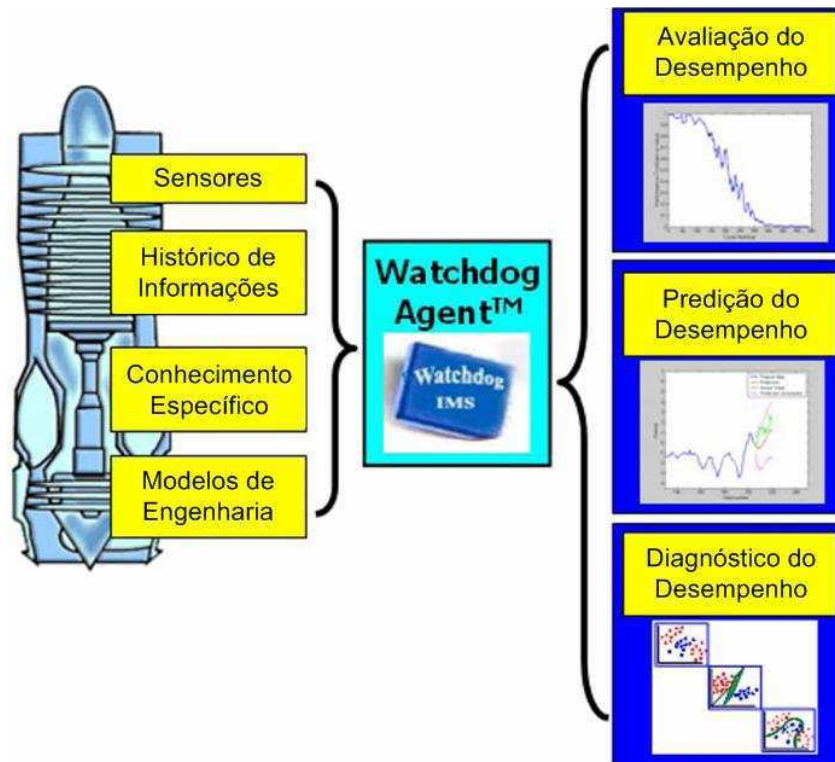 Sensores
Histórico de
Informações
Conhecimento
Específico
Modelos de
Engenharia
Watchdog
Agent™
Watchdog
IMS
Avaliação do
Desempenho
Predição do
Desempenho
Diagnóstico do
Desempenho